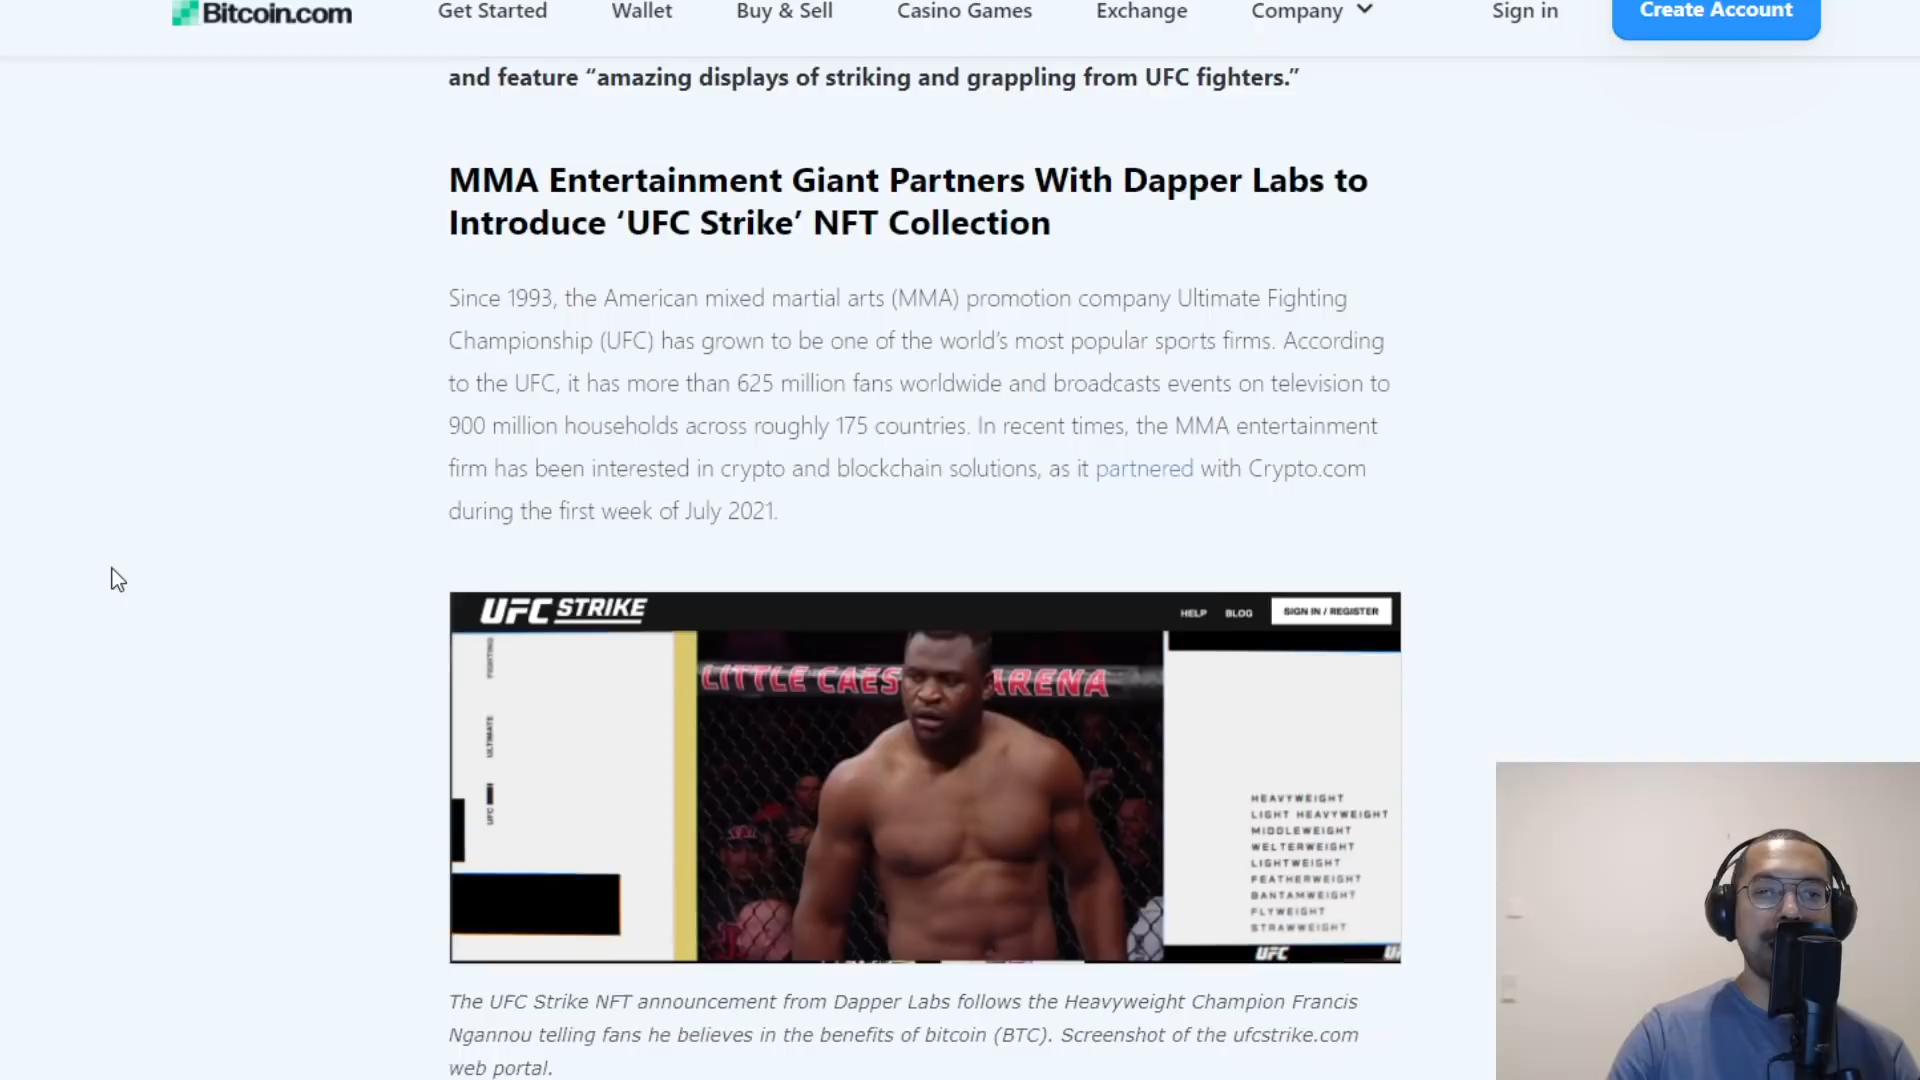 Bitcoin.com
Get Started Wallet Buy & Sell Casino Games Exchange Company Sign in Create Account
and feature “amazing displays of striking and grappling from UFC fighters.”
MMA Entertainment Giant Partners With Dapper Labs to
Introduce ‘UFC Strike’ NFT Collection
Since 1993, the American mixed martial arts (MMA) promotion company Ultimate Fighting
Championship (UFC) has grown to be one of the world’s most popular sports firms. According
to the UFC, it has more than 625 million fans worldwide and broadcasts events on television to
900 million households across roughly 175 countries. In recent times, the MMA entertainment
firm has been interested in crypto and blockchain solutions, as it partnered with Crypto.com
during the first week of July 2021.
UFC STRIKE
HELP BLOG SIGN IN / REGISTER
FIGHTING
ULTIMATE
UFC
LITTLE CAES ARENA
HEAVYWEIGHT
LIGHT HEAVYWEIGHT
MIDDLEWEIGHT
WELTERWEIGHT
LIGHTWEIGHT
FEATHERWEIGHT
BANTAMWEIGHT
FLYWEIGHT
STRAWWEIGHT
UFC
The UFC Strike NFT announcement from Dapper Labs follows the Heavyweight Champion Francis
Ngannou telling fans he believes in the benefits of bitcoin (BTC). Screenshot of the ufcstrike.com
web portal.